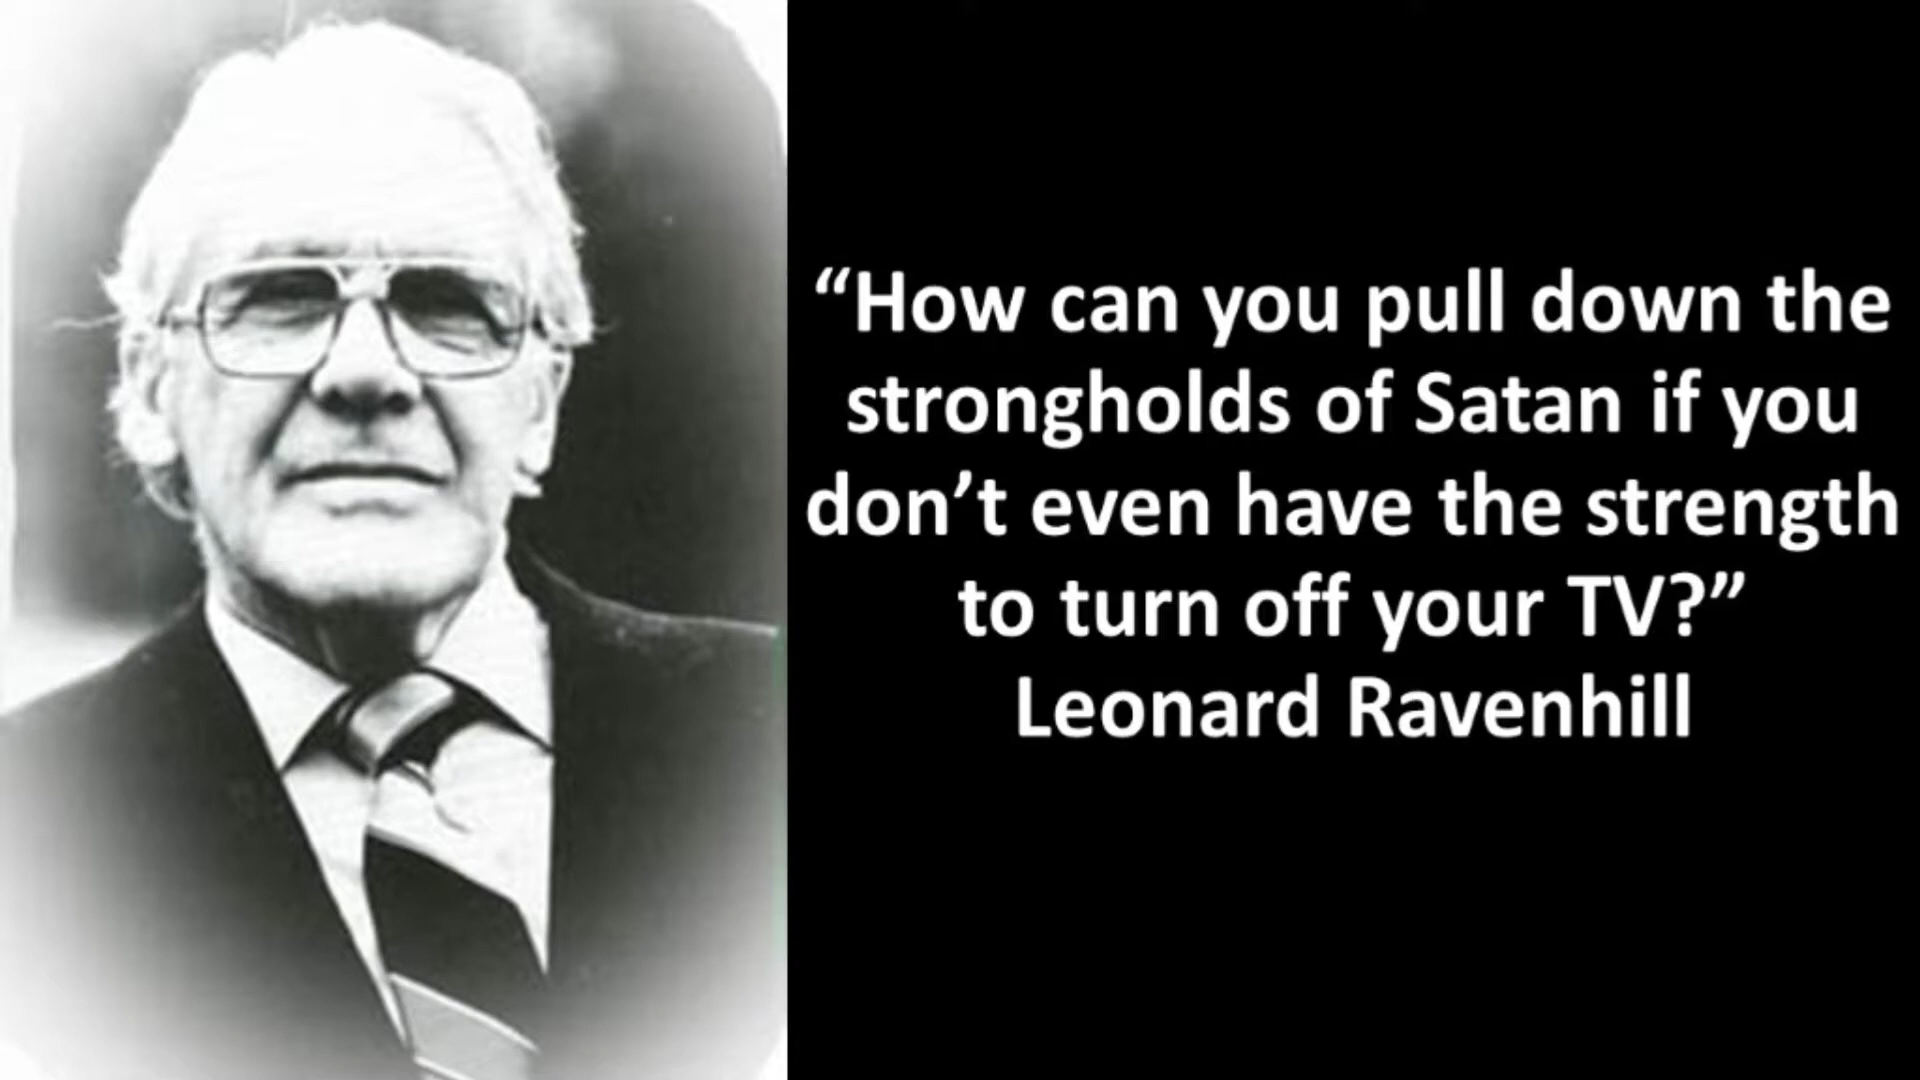 “How can you pull down the
strongholds of Satan if you
don’t even have the strength
to turn off your TV?”
Leonard Ravenhill